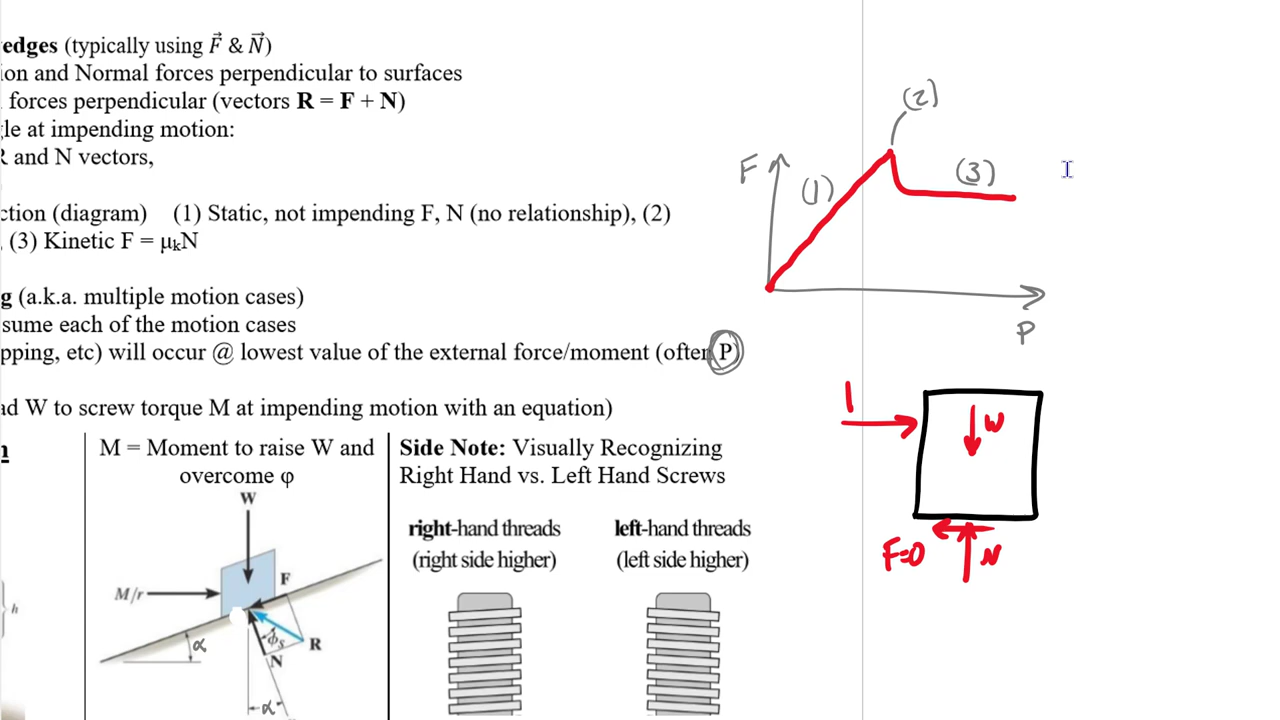 edges (typically using F⃗ & N⃗)
ion and Normal forces perpendicular to surfaces
forces perpendicular (vectors R = F + N)
le at impending motion:
R and N vectors,
ction (diagram) (1) Static, not impending F, N (no relationship), (2)
, (3) Kinetic F = μkN
g (a.k.a. multiple motion cases)
sume each of the motion cases
pping, etc) will occur @ lowest value of the external force/moment (often P)
ad W to screw torque M at impending motion with an equation)
M = Moment to raise W and
overcome φ
W
M/r
F
ϕs
R
N
α
α
h
Side Note: Visually Recognizing
Right Hand vs. Left Hand Screws
right-hand threads
(right side higher)
left-hand threads
(left side higher)
(2)
F
(1)
(3)
P
W
F=0
N